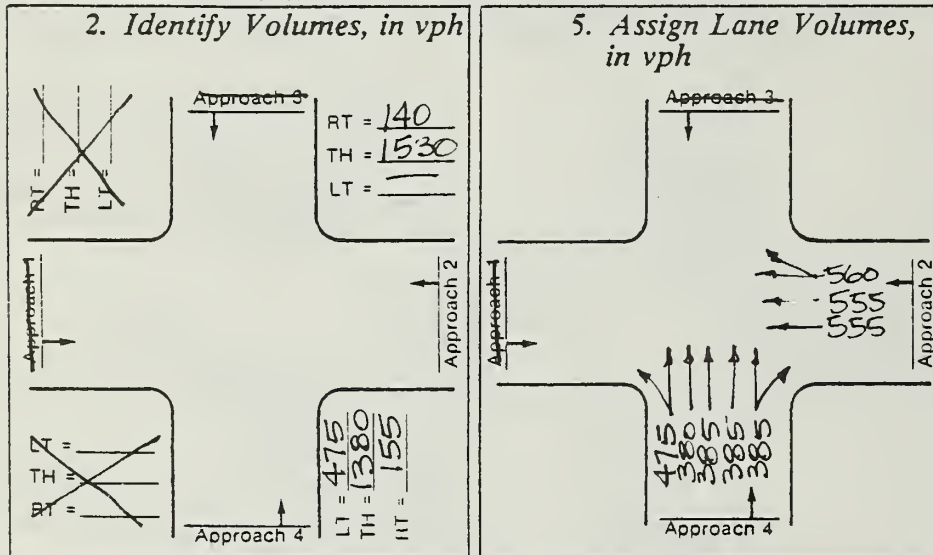 2. Identify Volumes, in vph
Approach 3
RT =
TH =
LT =
RT = 140
TH = 1530
LT = —
Approach 1
Approach 2
LT =
TH =
RT =
LT = 475
TH = 1380
RT = 155
Approach 4
5. Assign Lane Volumes,
in vph
Approach 3
Approach 1
560
555
555
Approach 2
475
380
385
385
385
Approach 4